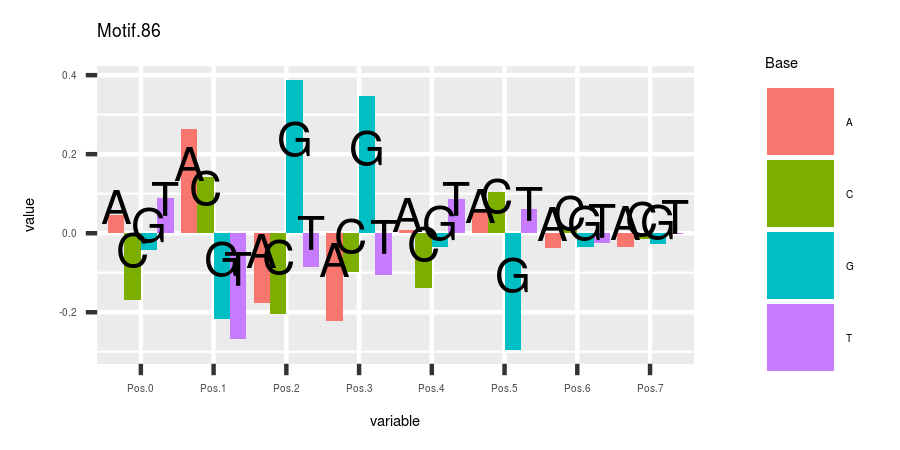 Motif.86
Base
0.4
0.2
0.0
-0.2
value
A C G T A C G T A C G T A C G T A C G T A C G T A C G T A C G T
Pos.0 Pos.1 Pos.2 Pos.3 Pos.4 Pos.5 Pos.6 Pos.7
variable
A
C
G
T